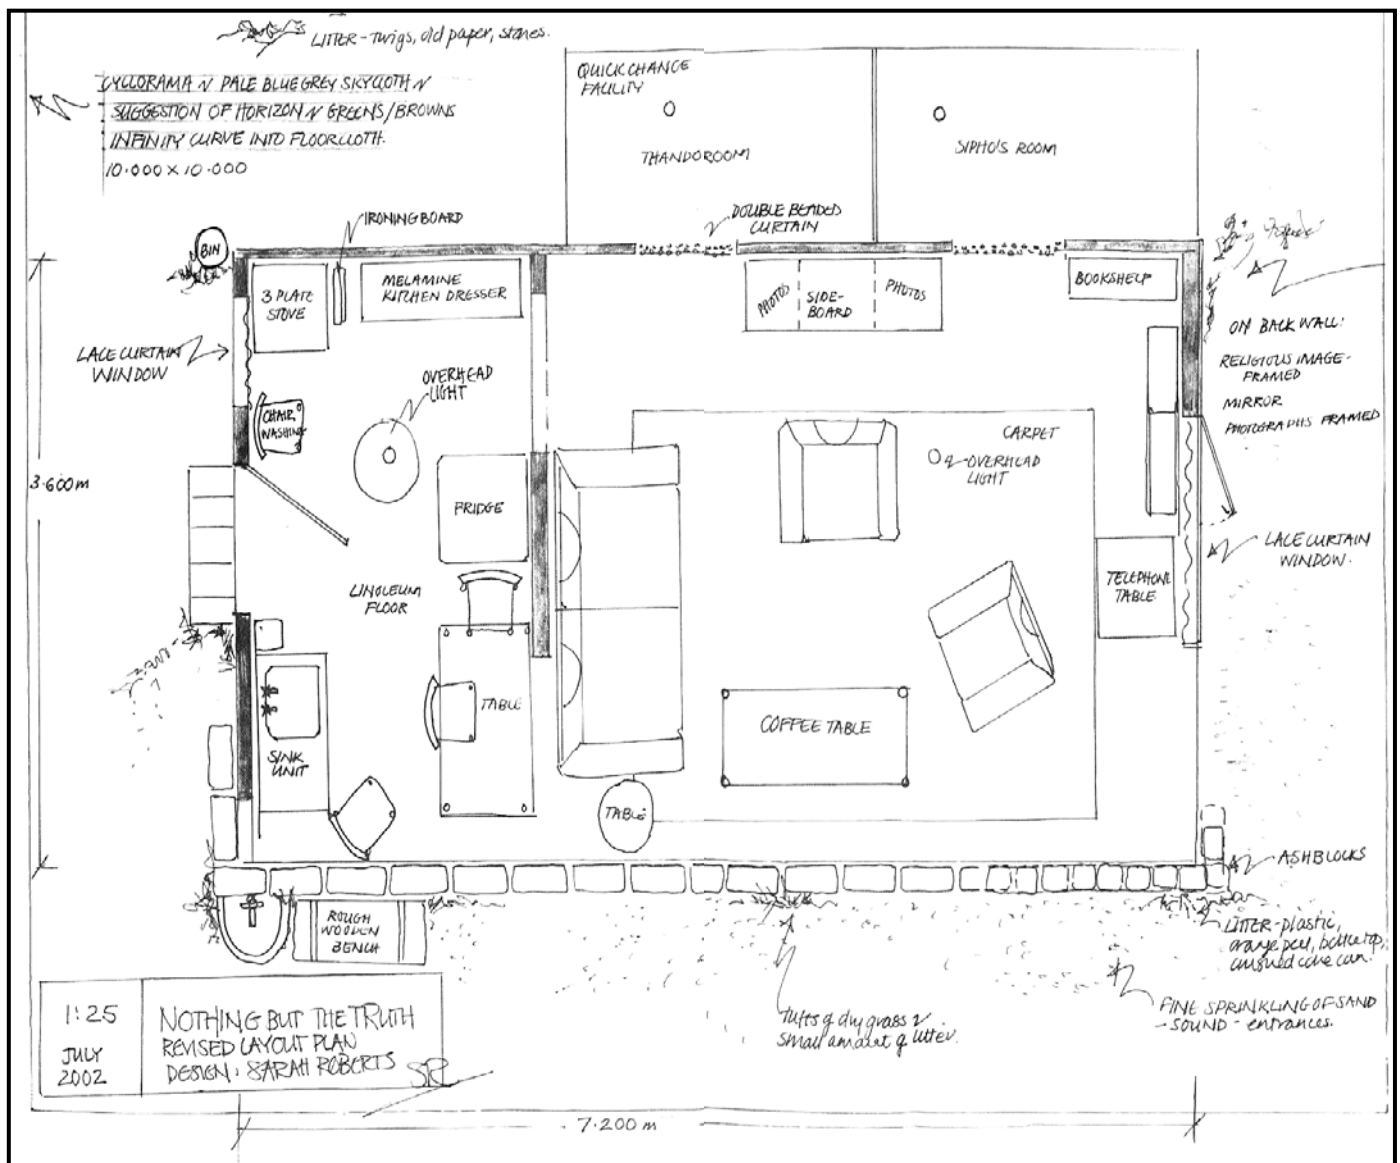 LITTER - twigs, old paper, stones.
CYCLORAMA N PALE BLUE GREY SKYCLOTH N
SUGGESTION OF HORIZON N GREENS/BROWNS
INFINITY CURVE INTO FLOORCLOTH.
10.000 x 10.000
QUICK CHANGE
FACILITY
THANDO ROOM
SIPHO'S ROOM
DOUBLE BEADED
CURTAIN
IRONING BOARD
BIN
3 PLATE
STOVE
MELAMINE
KITCHEN DRESSER
PHOTOS
SIDE-
BOARD
PHOTOS
BOOKSHELF
ON BACK WALL:
RELIGIOUS IMAGE -
FRAMED
MIRROR
PHOTOGRAPHS FRAMED
LACE CURTAIN
WINDOW
OVERHEAD
LIGHT
CHAIR
WASHING
CARPET
OVERHEAD
LIGHT
3.600m
FRIDGE
LACE CURTAIN
WINDOW.
TELEPHONE
TABLE
LINOLEUM
FLOOR
TABLE
COFFEE TABLE
SINK
UNIT
TABLE
ASHBLOCKS
ROUGH
WOODEN
BENCH
LITTER - plastic,
orange peel, bottle top,
crushed coke can.
FINE SPRINKLING OF SAND
- SOUND - entrances.
Tufts of dry grass N
small amount of litter.
1:25
JULY
2002
NOTHING BUT THE TRUTH
REVISED LAYOUT PLAN
DESIGN: SARAH ROBERTS
SR
7.200 m